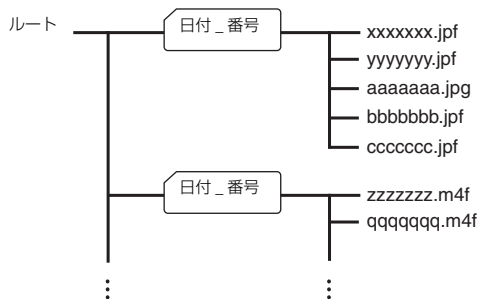 ルート
日付_番号
xxxxxxx.jpf
yyyyyyy.jpf
aaaaaaa.jpg
bbbbbbb.jpf
ccccccc.jpf
日付_番号
zzzzzzz.m4f
qqqqqqq.m4f